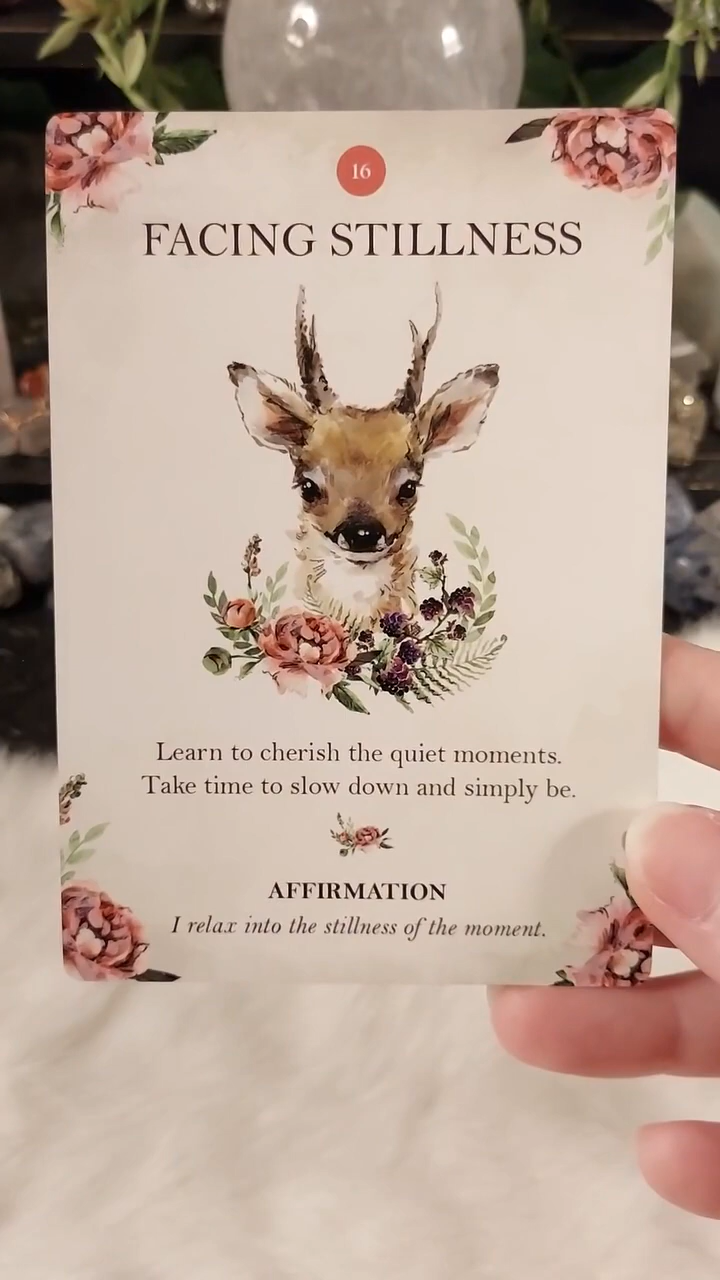 16
FACING STILLNESS
Learn to cherish the quiet moments.
Take time to slow down and simply be.
AFFIRMATION
I relax into the stillness of the moment.